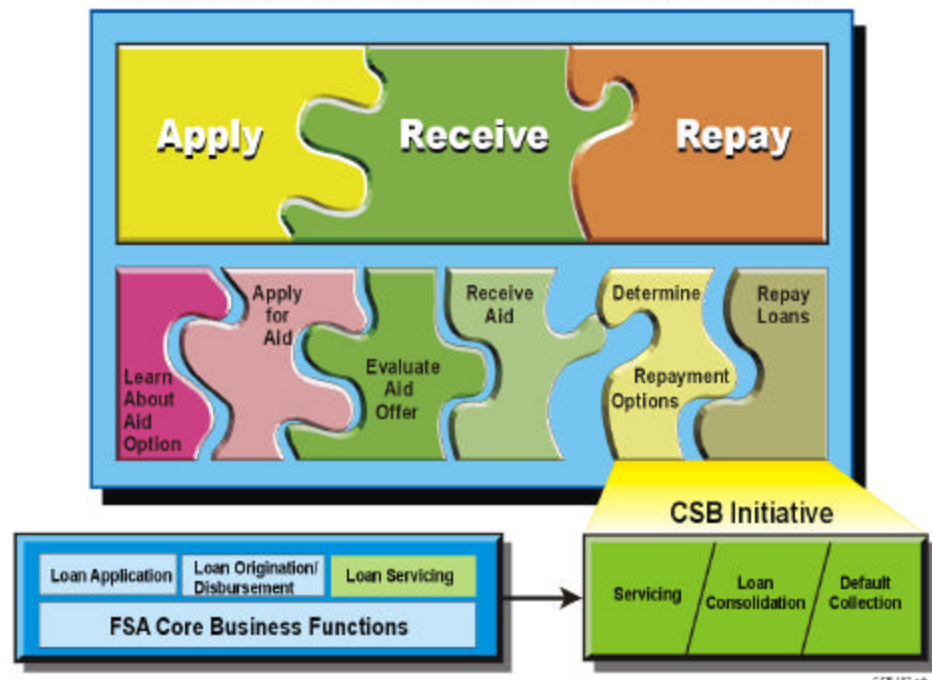 Apply
Receive
Repay
Learn
About
Aid
Option
Apply
for
Aid
Evaluate
Aid
Offer
Receive
Aid
Determine
Repayment
Options
Repay
Loans
CSB Initiative
Loan Application
Loan Origination/
Disbursement
Loan Servicing
FSA Core Business Functions
Servicing
Loan
Consolidation
Default
Collection